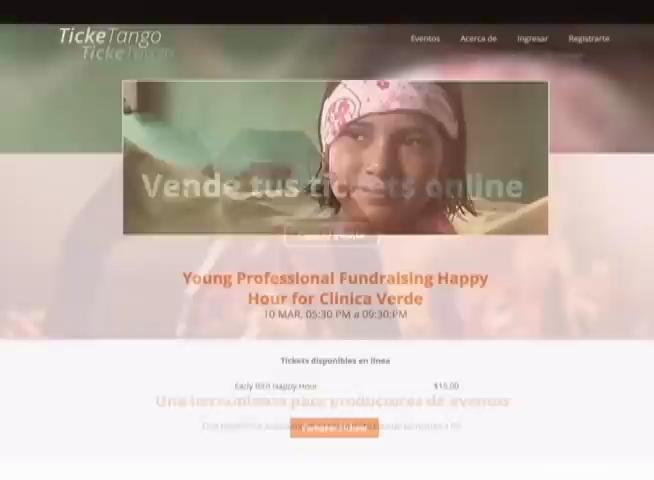 TickeTango
Eventos Acerca de Ingresar Registrarte
Vende tus tickets online
Young Professional Fundraising Happy
Hour for Clinica Verde
10 MAR, 05:30 PM a 09:30 PM
Tickets disponibles en línea
Early Bird Happy Hour $15.00
Una herramienta para productores de eventos
Comprar tickets